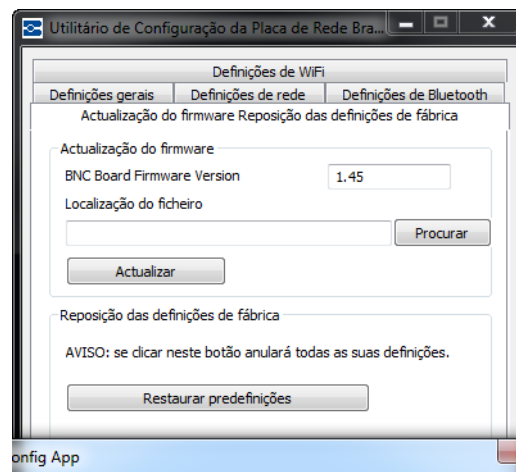 Utilitário de Configuração da Placa de Rede Bra...
Definições de WiFi
Definições gerais Definições de rede Definições de Bluetooth
Actualização do firmware Reposição das definições de fábrica
Actualização do firmware
BNC Board Firmware Version 1.45
Localização do ficheiro
Procurar
Actualizar
Reposição das definições de fábrica
AVISO: se clicar neste botão anulará todas as suas definições.
Restaurar predefinições
onfig App